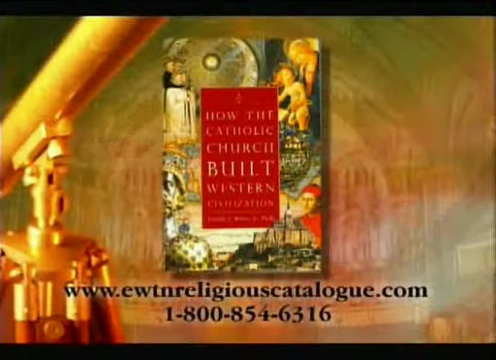 HOW THE
CATHOLIC
CHURCH
BUILT
WESTERN
CIVILIZATION
www.ewtnreligiouscatalogue.com
1-800-854-6316